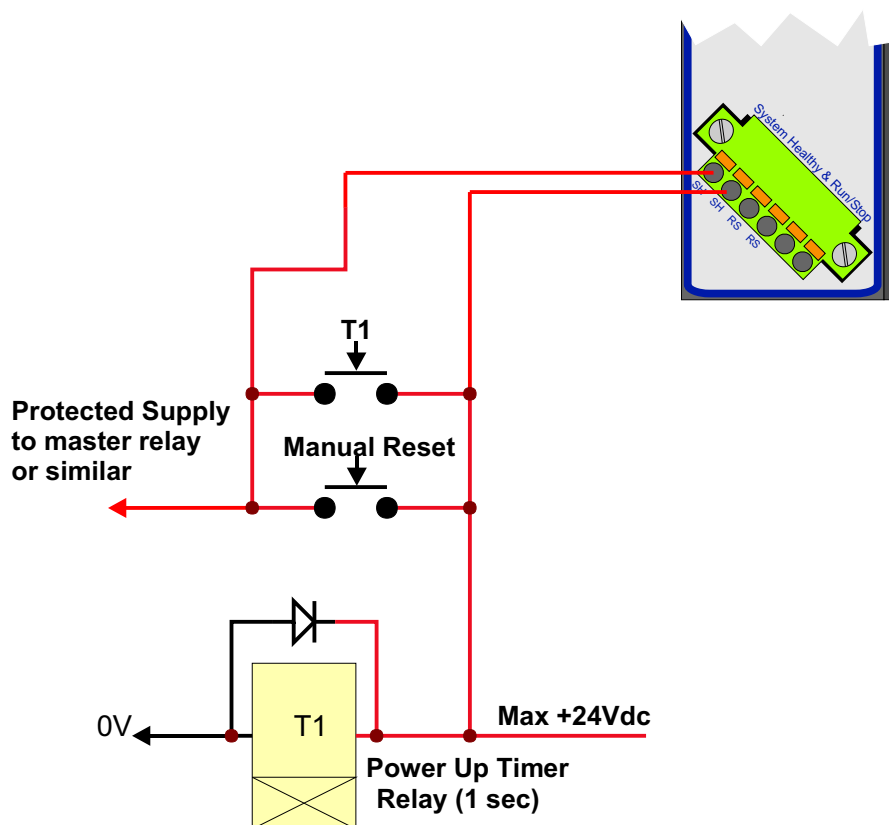 System Healthy & Run/Stop
SH
SH
RS
RS
T1
Protected Supply
to master relay
or similar
Manual Reset
0V
T1
Max +24Vdc
Power Up Timer
Relay (1 sec)